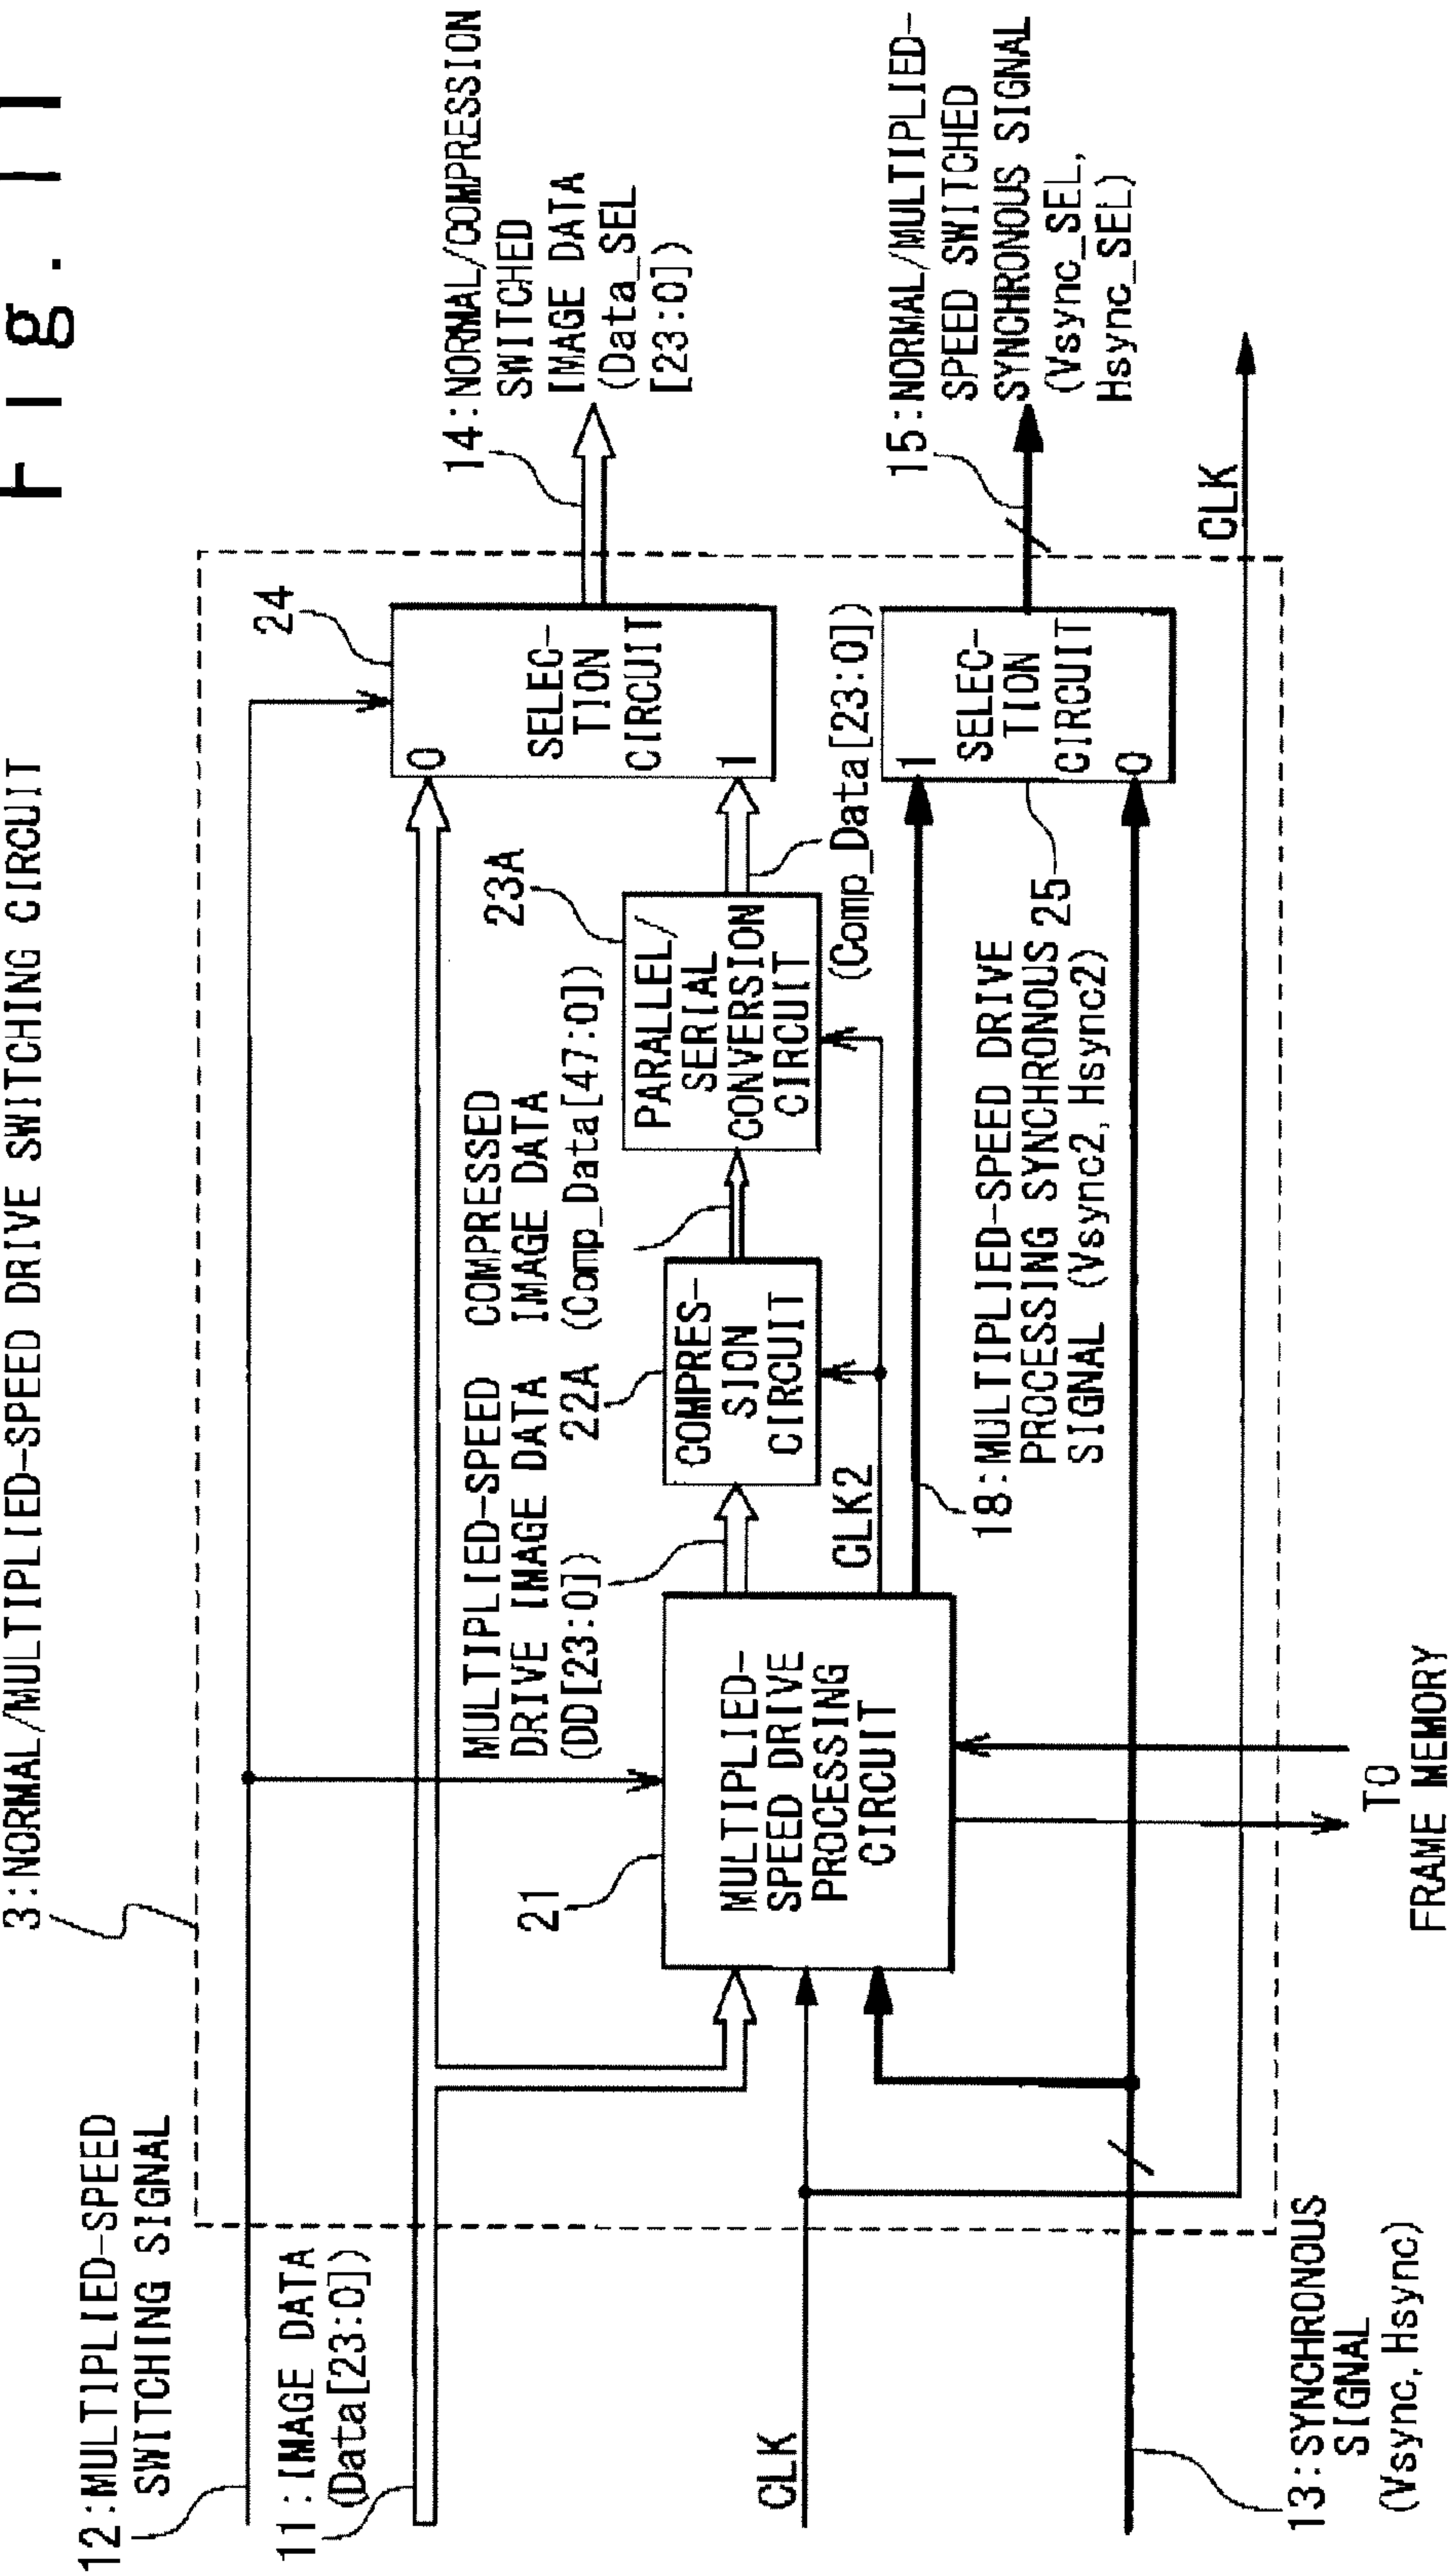 Fig. 11
3:NORMAL/MULTIPLIED-SPEED DRIVE SWITCHING CIRCUIT
12:MULTIPLIED-SPEED
SWITCHING SIGNAL
11:IMAGE DATA
(Data[23:0])
CLK
13:SYNCHRONOUS
SIGNAL
(Vsync, Hsync)
21
MULTIPLIED-
SPEED DRIVE
PROCESSING
CIRCUIT
TO
FRAME MEMORY
MULTIPLIED-SPEED
DRIVE IMAGE DATA
(DD[23:0])
22A
COMPRES-
SION
CIRCUIT
CLK2
COMPRESSED
IMAGE DATA
(Comp_Data[47:0])
23A
PARALLEL/
SERIAL
CONVERSION
CIRCUIT
(Comp_Data[23:0])
18:MULTIPLIED-SPEED DRIVE
PROCESSING SYNCHRONOUS
SIGNAL (Vsync2, Hsync2)
24
0
SELEC-
TION
CIRCUIT
1
25
1
SELEC-
TION
CIRCUIT
0
14:NORMAL/COMPRESSION
SWITCHED
IMAGE DATA
(Data_SEL
[23:0])
15:NORMAL/MULTIPLIED-
SPEED SWITCHED
SYNCHRONOUS SIGNAL
(Vsync_SEL,
Hsync_SEL)
CLK